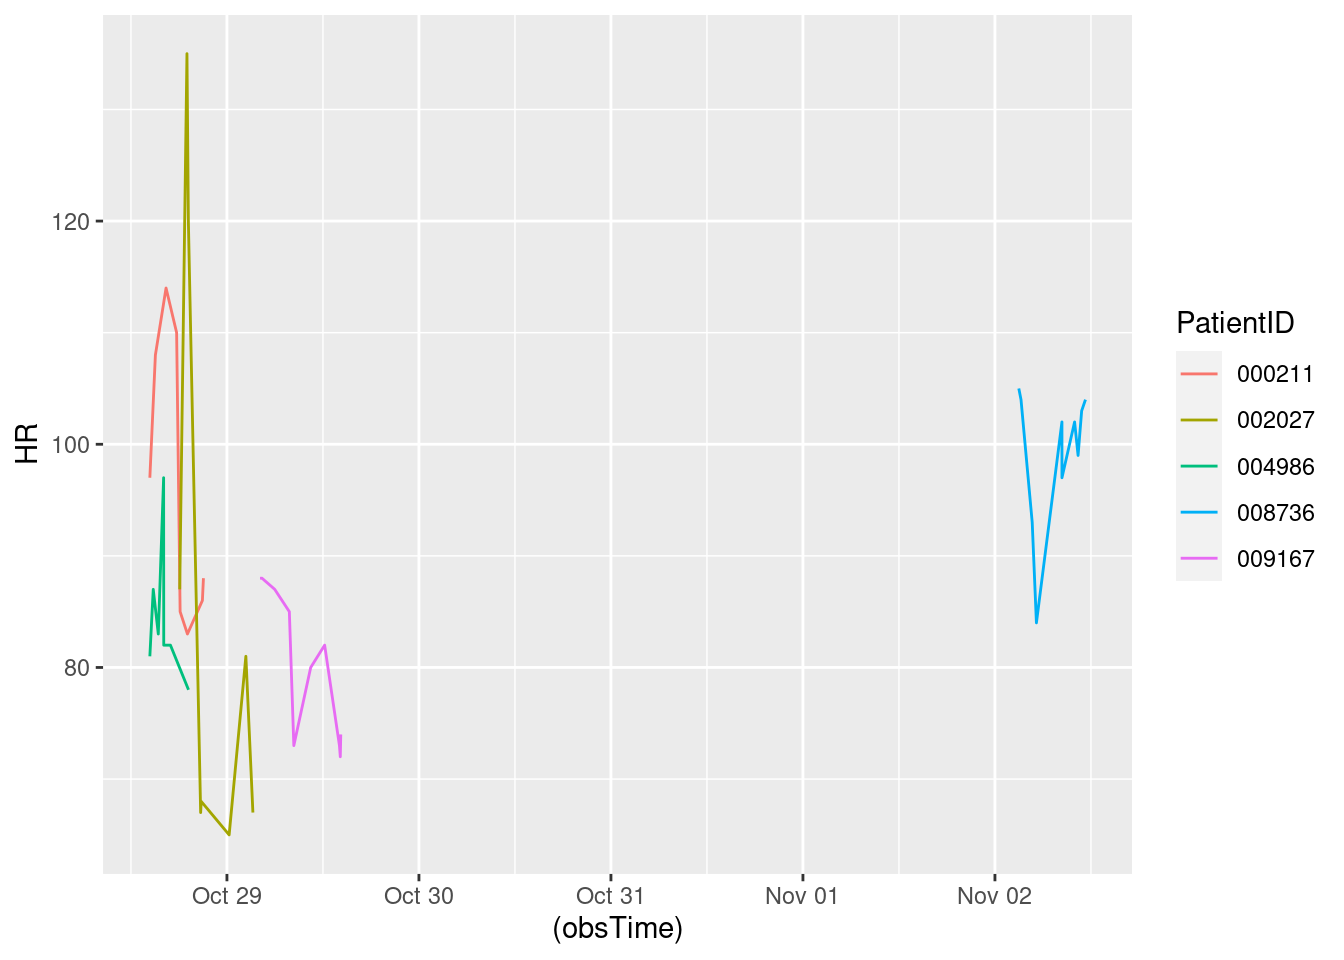 120
100
80
HR
Oct 29
Oct 30
Oct 31
Nov 01
Nov 02
(obsTime)
PatientID
000211
002027
004986
008736
009167